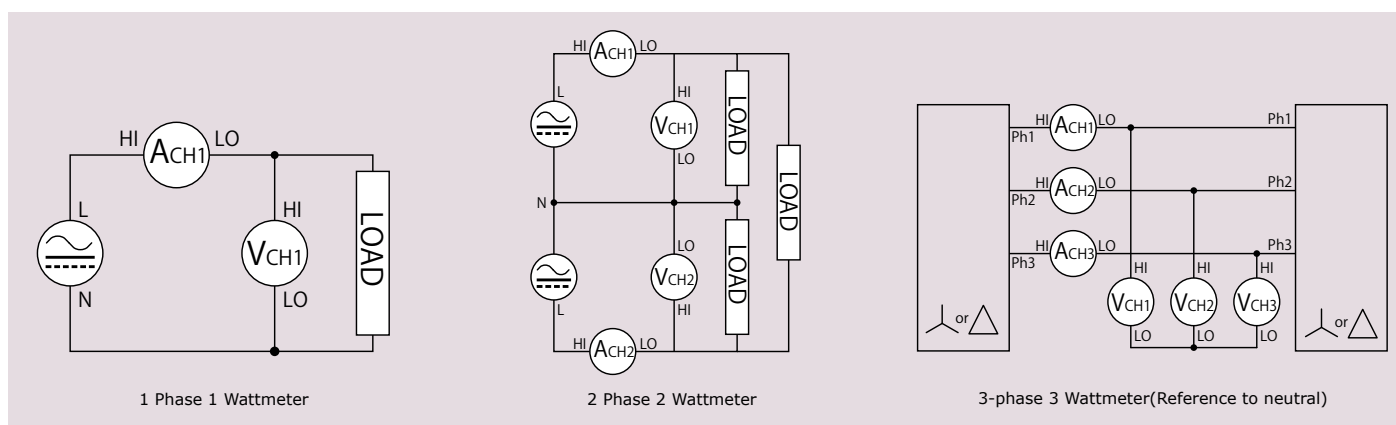 HI
ACH1
LO
L
HI
VCH1
LO
N
LOAD
1 Phase 1 Wattmeter
HI
ACH1
LO
L
HI
VCH1
LO
LOAD
LOAD
N
LO
VCH2
HI
LOAD
L
HI
ACH2
LO
2 Phase 2 Wattmeter
HI
ACH1
LO
Ph1
Ph1
HI
ACH2
LO
Ph2
Ph2
HI
ACH3
LO
Ph3
Ph3
HI
HI
HI
VCH1
VCH2
VCH3
LO
LO
LO
or
or
3-phase 3 Wattmeter(Reference to neutral)